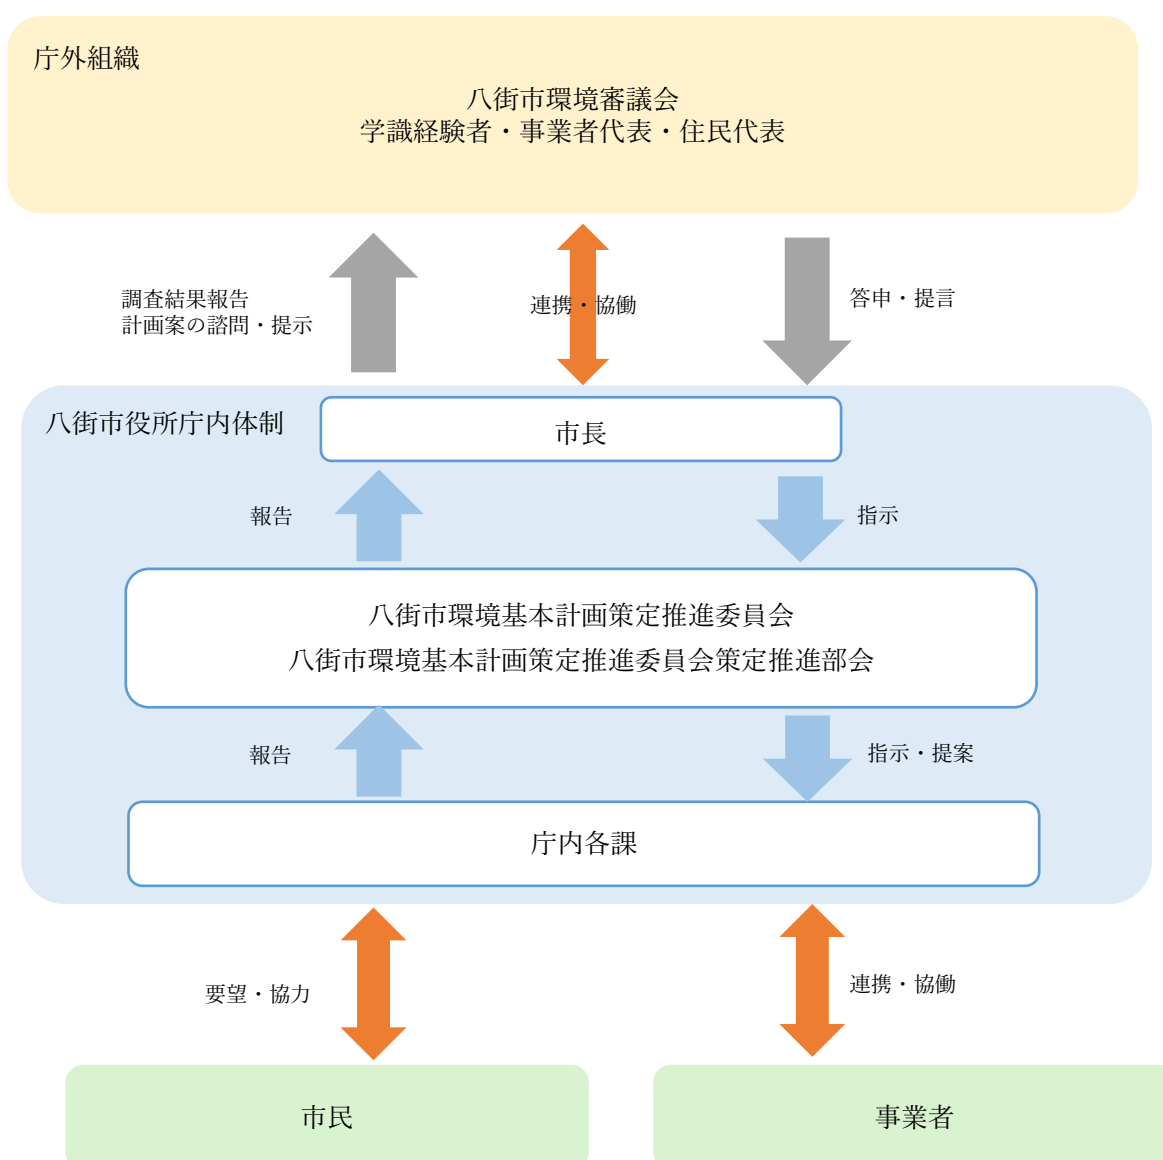 庁外組織
八街市環境審議会
学識経験者・事業者代表・住民代表
調査結果報告
計画案の諮問・提示
連携・協働
答申・提言
八街市役所庁内体制
市長
報告
指示
八街市環境基本計画策定推進委員会
八街市環境基本計画策定推進委員会策定推進部会
報告
指示・提案
庁内各課
要望・協力
連携・協働
市民
事業者